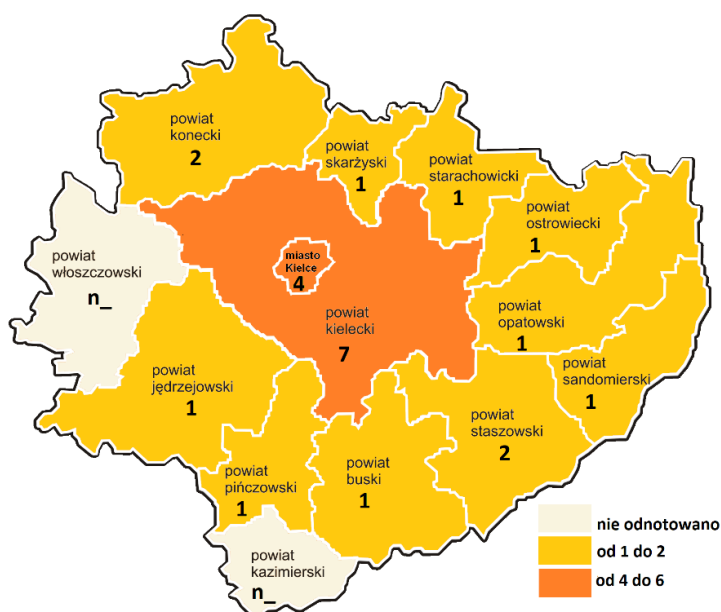 powiat
konecki
2
powiat
skarżyski
1
powiat
starachowicki
1
powiat
ostrowiecki
1
powiat
włoszczowski
n_
miasto
Kielce
4
powiat
kielecki
7
powiat
opatowski
1
powiat
sandomierski
1
powiat
jędrzejowski
1
powiat
staszowski
2
powiat
pińczowski
1
powiat
buski
1
powiat
kazimierski
n_
nie odnotowano
od 1 do 2
od 4 do 6